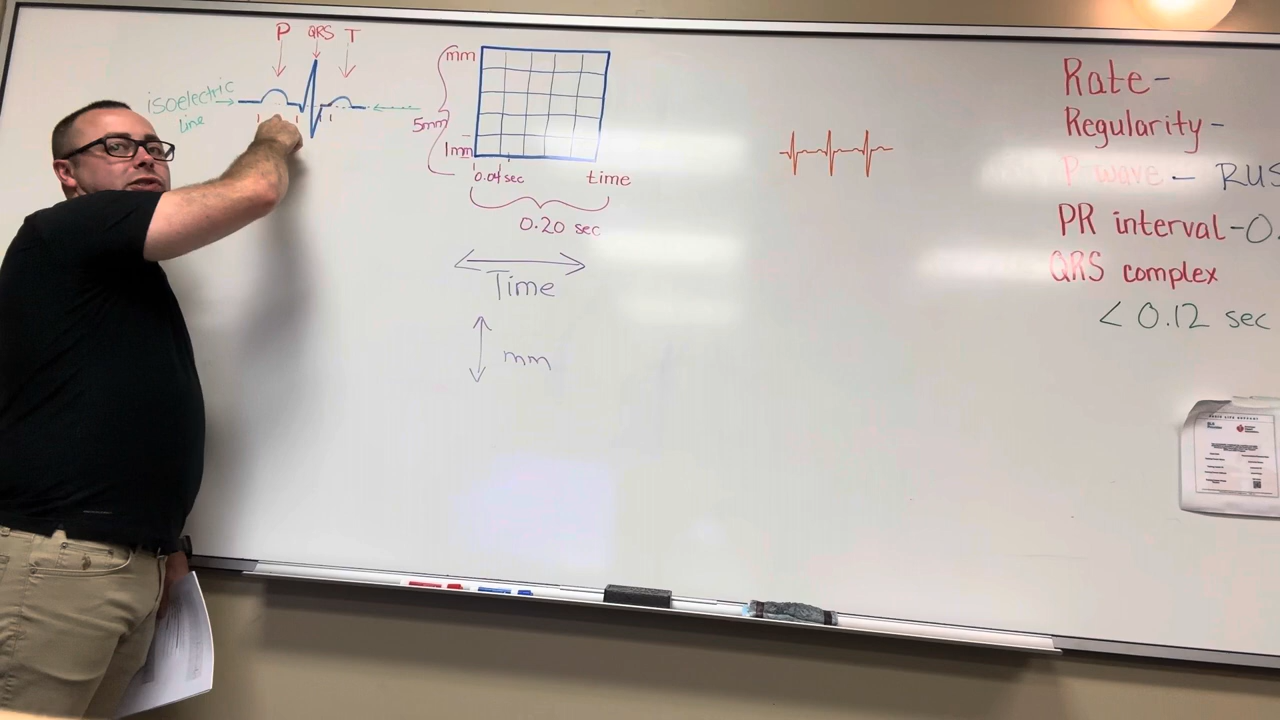 P QRS T
isoelectric
line
mm
5mm
1mm
0.04sec time
0.20 sec
Time
mm
Rate-
Regularity-
P wave- RUS
PR interval-0.
QRS complex
< 0.12 sec